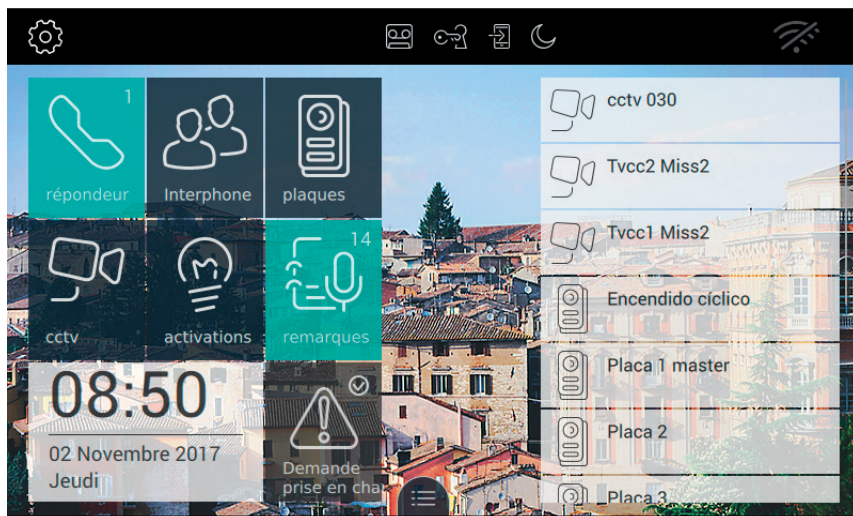 1
répondeur
Interphone
plaques
cctv
activations
14
remarques
08:50
02 Novembre 2017
Jeudi
Demande
prise en cha
cctv 030
Tvcc2 Miss2
Tvcc1 Miss2
Encendido cíclico
Placa 1 master
Placa 2
Placa 3